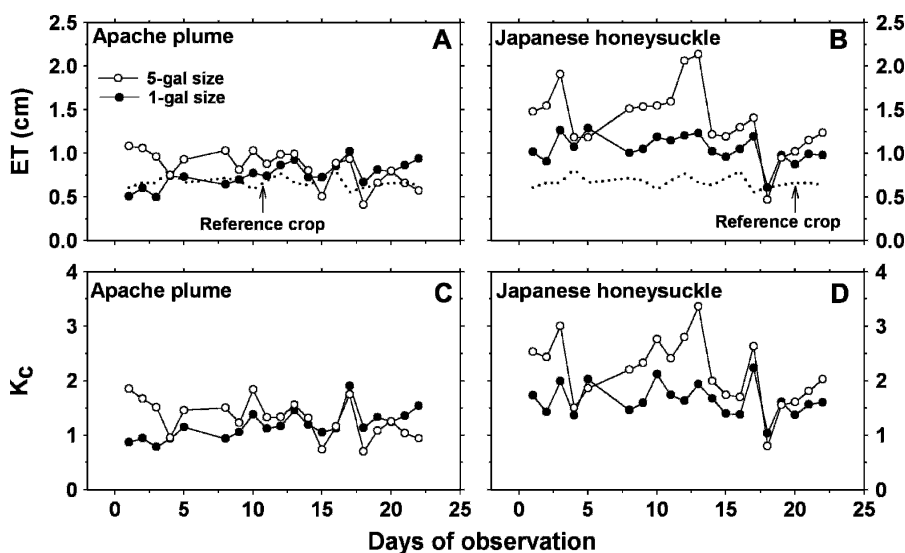 Apache plume A
5-gal size
1-gal size
Reference crop
ET (cm)
2.5
2.0
1.5
1.0
0.5
0.0
Japanese honeysuckle B
Reference crop
2.5
2.0
1.5
1.0
0.5
0.0
Apache plume C
Kc
4
3
2
1
0
0 5 10 15 20 25
Japanese honeysuckle D
4
3
2
1
0
0 5 10 15 20 25
Days of observation